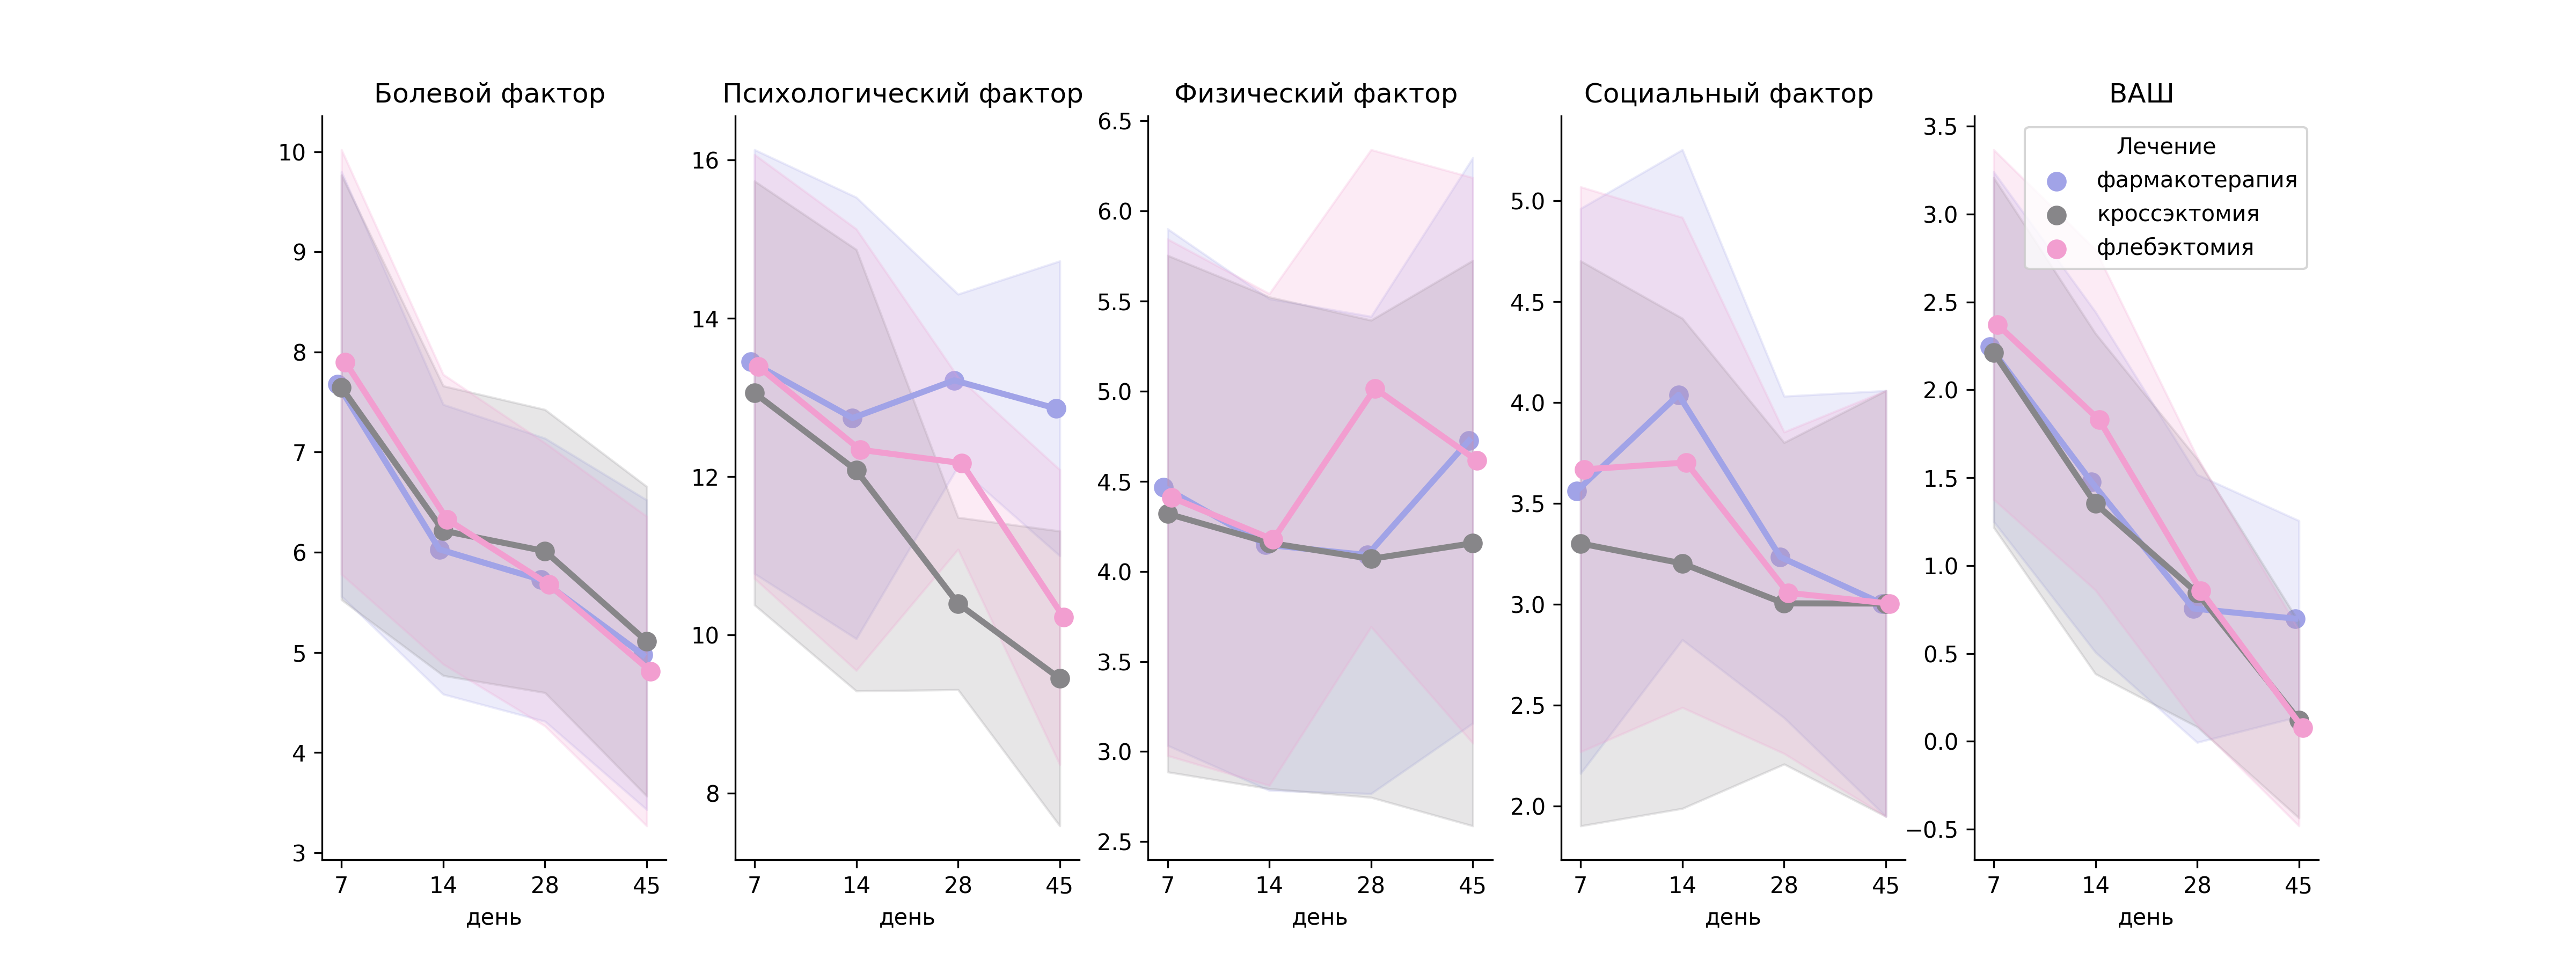 Болевой фактор
10
9
8
7
6
5
4
3
7 14 28 45
день
Психологический фактор
16
14
12
10
8
7 14 28 45
день
Физический фактор
6.5
6.0
5.5
5.0
4.5
4.0
3.5
3.0
2.5
7 14 28 45
день
Социальный фактор
5.0
4.5
4.0
3.5
3.0
2.5
2.0
7 14 28 45
день
ВАШ
3.5
3.0
2.5
2.0
1.5
1.0
0.5
0.0
−0.5
7 14 28 45
день
Лечение
фармакотерапия
кроссэктомия
флебэктомия